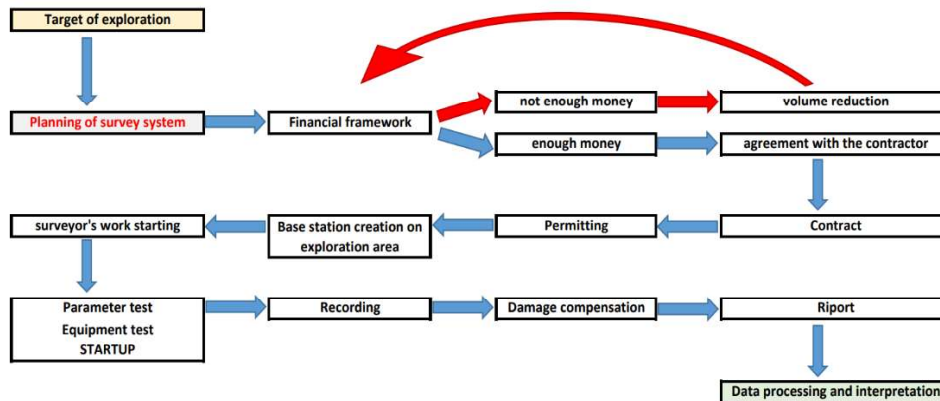 Target of exploration
Planning of survey system
Financial framework
not enough money
volume reduction
enough money
agreement with the contractor
surveyor's work starting
Base station creation on
exploration area
Permitting
Contract
Parameter test
Equipment test
STARTUP
Recording
Damage compensation
Riport
Data processing and interpretation